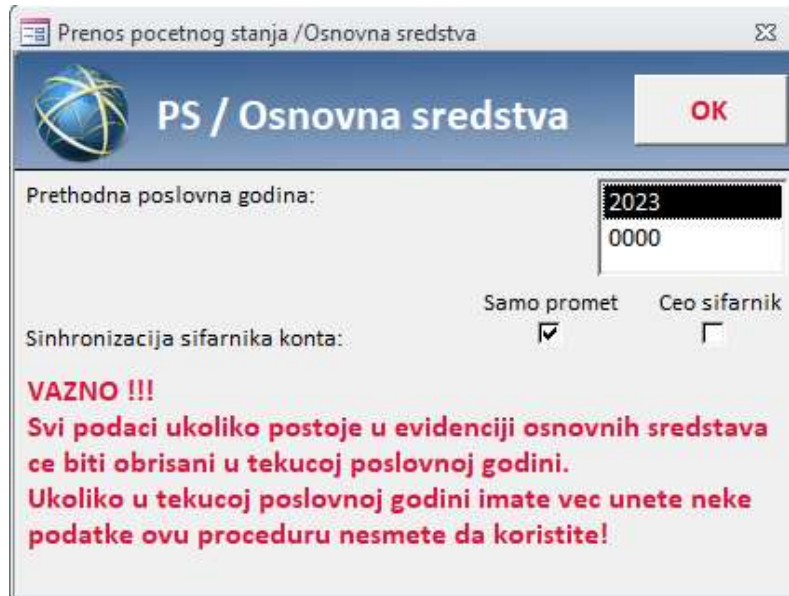 Prenos pocetnog stanja /Osnovna sredstva
PS / Osnovna sredstva
OK
Prethodna poslovna godina:
2023
0000
Samo promet Ceo sifarnik
Sinhronizacija sifarnika konta:
VAZNO !!!
Svi podaci ukoliko postoje u evidenciji osnovnih sredstava
ce biti obrisani u tekucoj poslovnoj godini.
Ukoliko u tekucoj poslovnoj godini imate vec unete neke
podatke ovu proceduru nesmete da koristite!